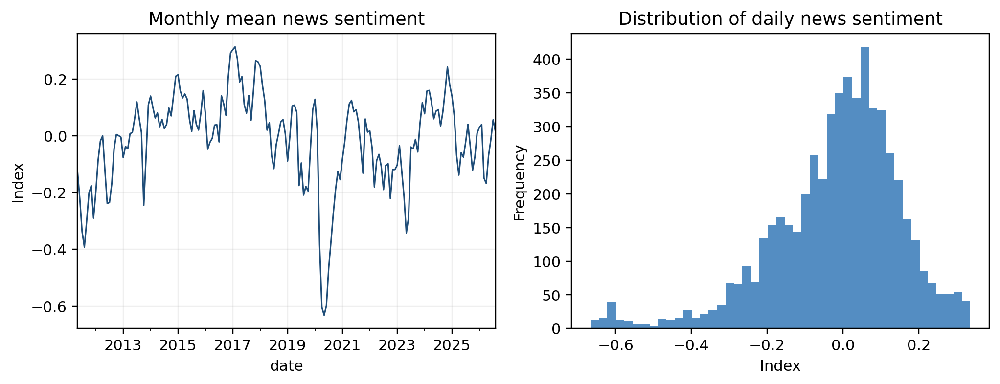 Monthly mean news sentiment
Index
0.2
0.0
−0.2
−0.4
−0.6
2013 2015 2017 2019 2021 2023 2025
date
Distribution of daily news sentiment
Frequency
400
350
300
250
200
150
100
50
0
−0.6 −0.4 −0.2 0.0 0.2
Index